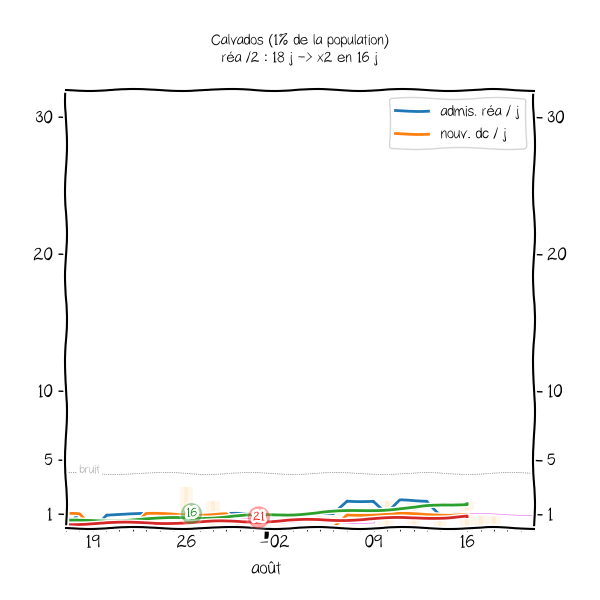 Calvados (1% de la population)
réa /2 : 18 j -> x2 en 16 j
admis. réa / j
nouv. dc / j
30
30
20
20
10
10
5
5
bruit
1
1
16
21
19
26
02
09
16
août